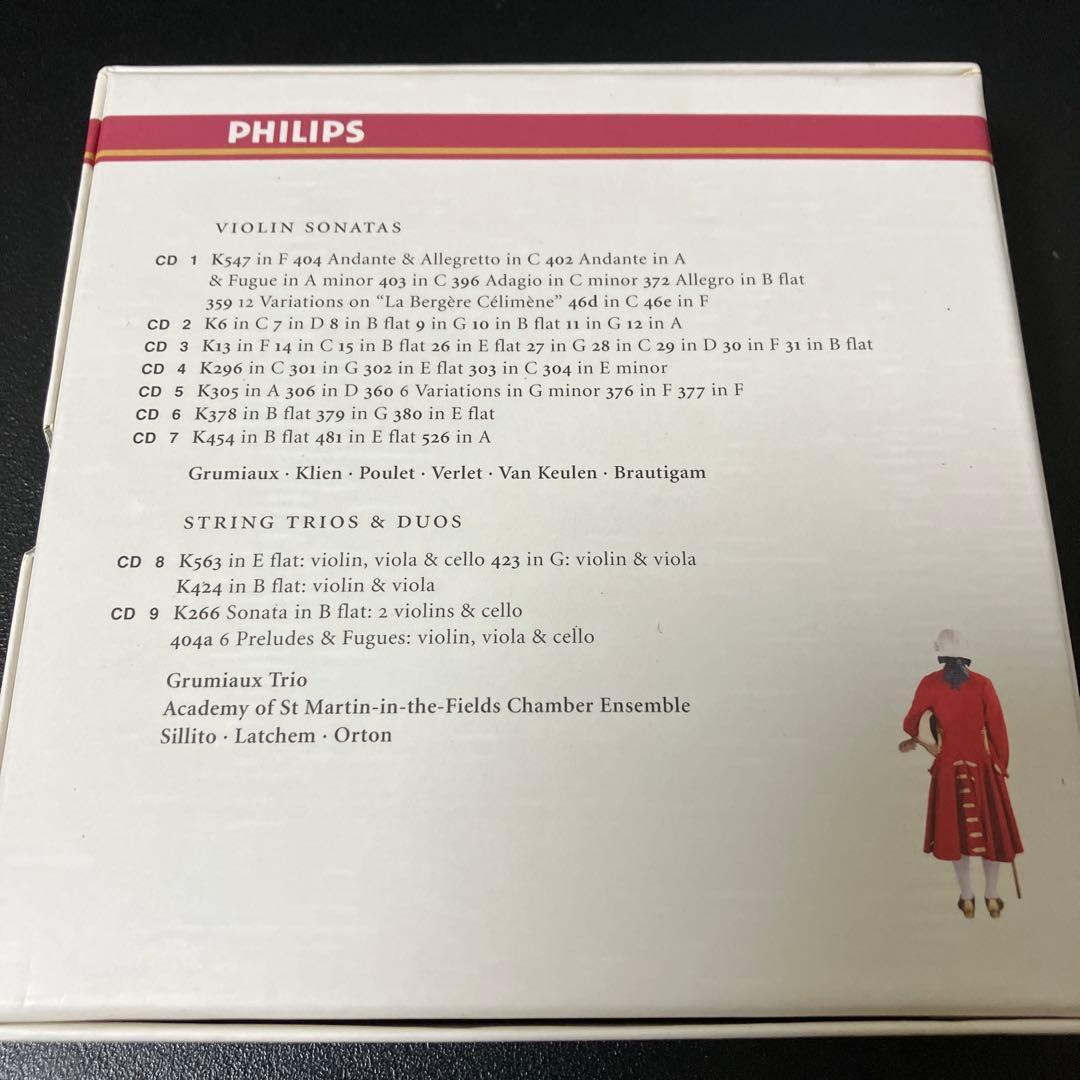 PHILIPS
VIOLIN SONATAS
CD 1 K547 in F 404 Andante & Allegretto in C 402 Andante in A
& Fugue in A minor 403 in C 396 Adagio in C minor 372 Allegro in B flat
359 12 Variations on “La Bergère Célimène” 46d in C 46e in F
CD 2 K6 in C 7 in D 8 in B flat 9 in G 10 in B flat 11 in G 12 in A
CD 3 K13 in F 14 in C 15 in B flat 26 in E flat 27 in G 28 in C 29 in D 30 in F 31 in B flat
CD 4 K296 in C 301 in G 302 in E flat 303 in C 304 in E minor
CD 5 K305 in A 306 in D 360 6 Variations in G minor 376 in F 377 in F
CD 6 K378 in B flat 379 in G 380 in E flat
CD 7 K454 in B flat 481 in E flat 526 in A
Grumiaux · Klien · Poulet · Verlet · Van Keulen · Brautigam
STRING TRIOS & DUOS
CD 8 K563 in E flat: violin, viola & cello 423 in G: violin & viola
K424 in B flat: violin & viola
CD 9 K266 Sonata in B flat: 2 violins & cello
404a 6 Preludes & Fugues: violin, viola & cello
Grumiaux Trio
Academy of St Martin-in-the-Fields Chamber Ensemble
Sillito · Latchem · Orton